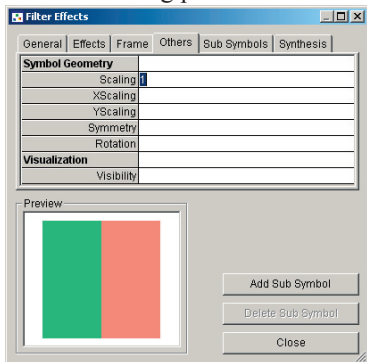 Filter Effects
General Effects Frame Others Sub Symbols Synthesis
Symbol Geometry
Scaling 1
XScaling
YScaling
Symmetry
Rotation
Visualization
Visibility
Preview
Add Sub Symbol
Delete Sub Symbol
Close